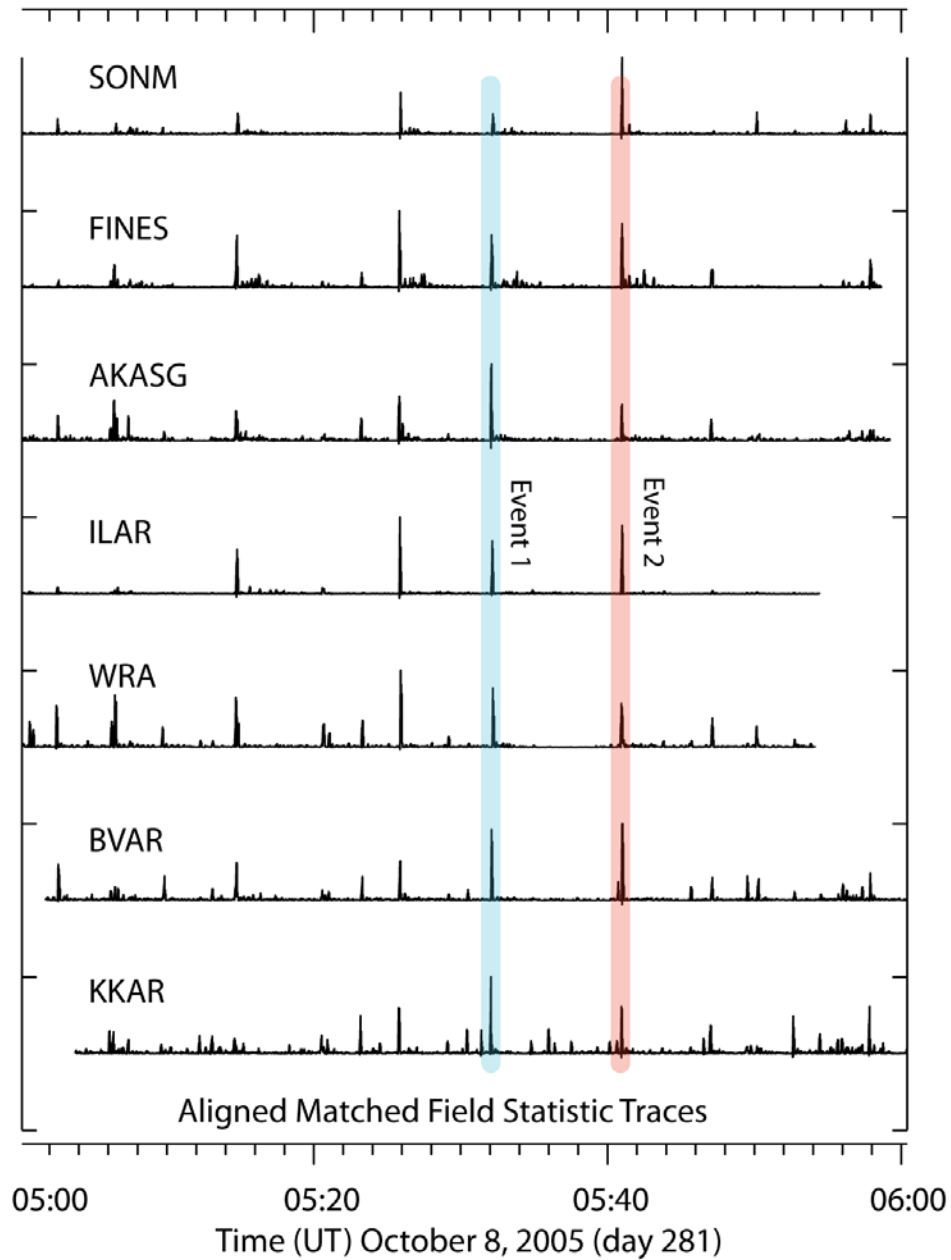 SONM
FINES
AKASG
ILAR
Event 1
Event 2
WRA
BVAR
KKAR
Aligned Matched Field Statistic Traces
05:00 05:20 05:40 06:00
Time (UT) October 8, 2005 (day 281)